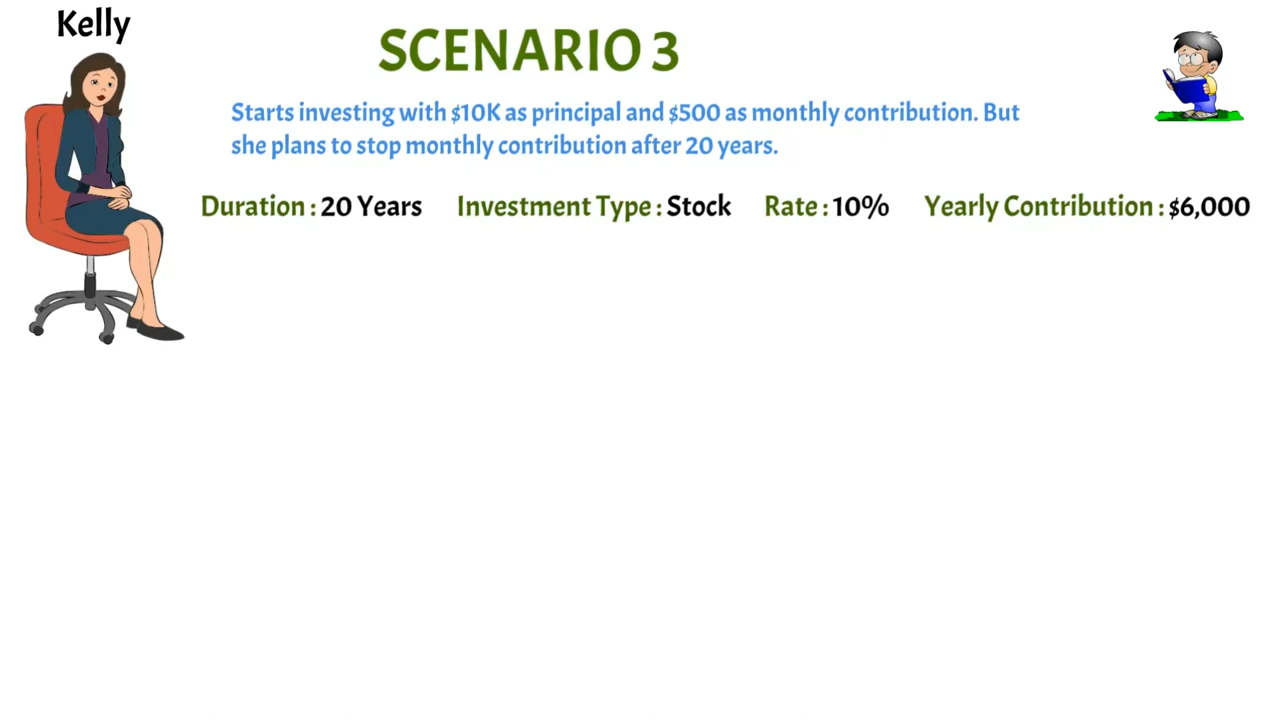 Kelly
SCENARIO 3
Starts investing with $10K as principal and $500 as monthly contribution. But
she plans to stop monthly contribution after 20 years.
Duration : 20 Years Investment Type : Stock Rate : 10% Yearly Contribution : $6,000